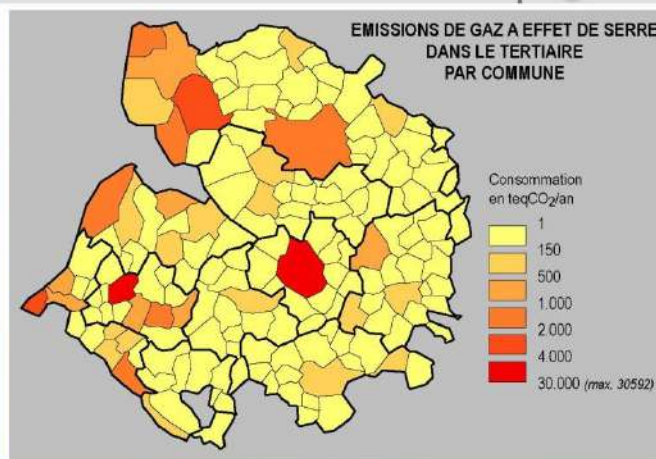 EMISSIONS DE GAZ A EFFET DE SERRE
DANS LE TERTIAIRE
PAR COMMUNE
Consommation
en teqCO2/an
1
150
500
1.000
2.000
4.000
30.000 (max. 30592)